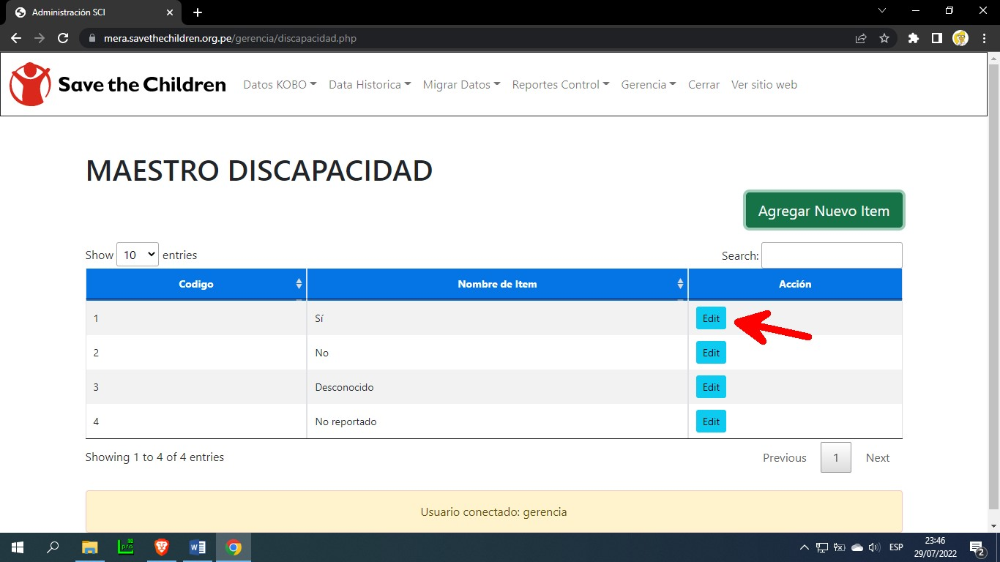 Administración SCI
mera.savethechildren.org.pe/gerencia/discapacidad.php
Save the Children Datos KOBO Data Historica Migrar Datos Reportes Control Gerencia Cerrar Ver sitio web
MAESTRO DISCAPACIDAD
Agregar Nuevo Item
Show 10 entries Search:
Codigo Nombre de Item Acción
1 Sí Edit
2 No Edit
3 Desconocido Edit
4 No reportado Edit
Showing 1 to 4 of 4 entries Previous 1 Next
Usuario conectado: gerencia
32
pro
W
ESP
23:46
29/07/2022
2